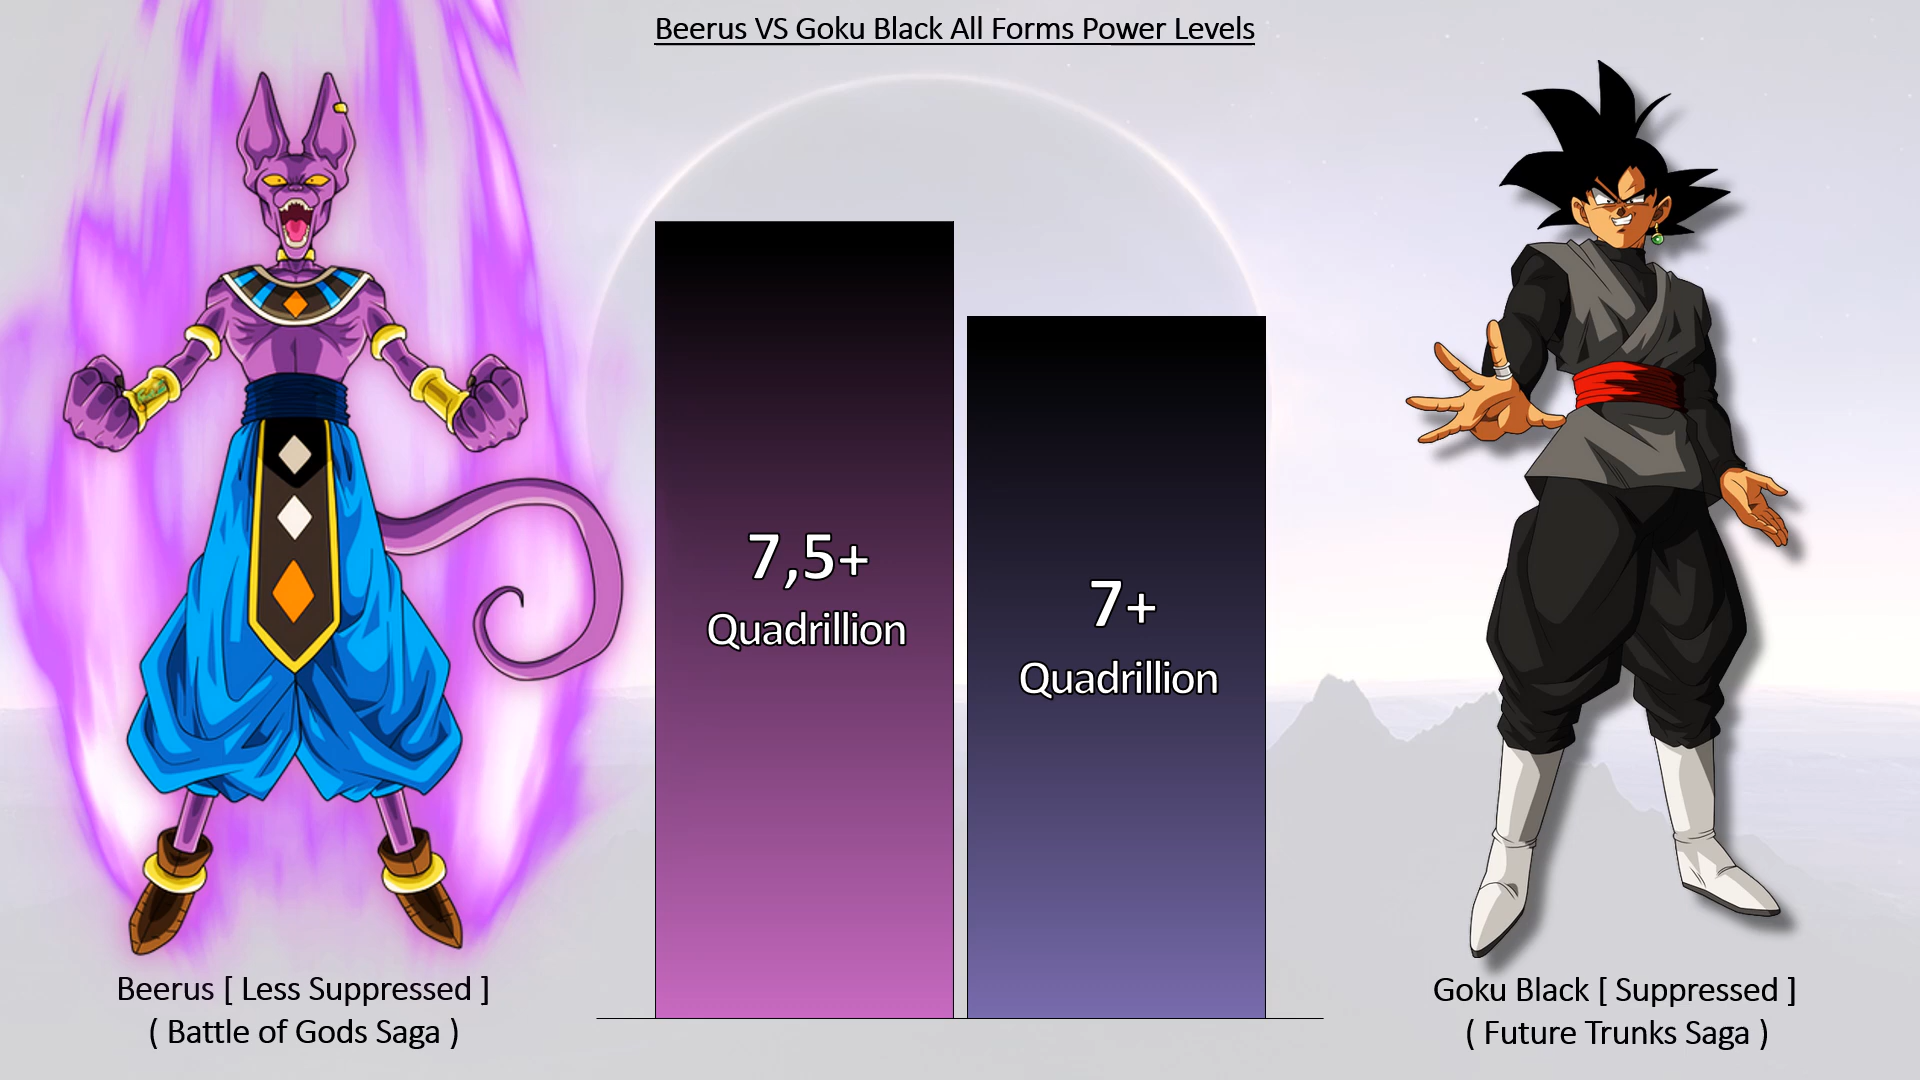 Beerus VS Goku Black All Forms Power Levels
7,5+
Quadrillion
7+
Quadrillion
Beerus [ Less Suppressed ]
( Battle of Gods Saga )
Goku Black [ Suppressed ]
( Future Trunks Saga )